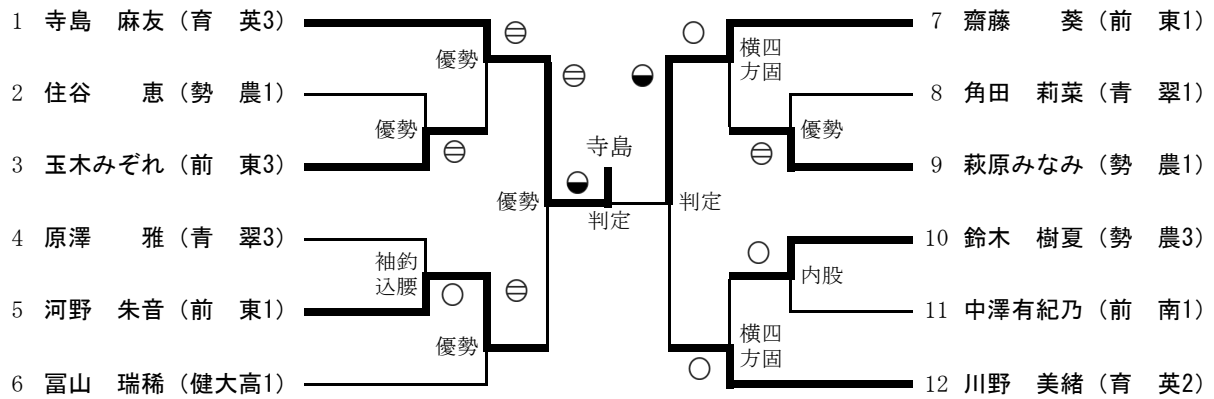 1 寺島　麻友（育　英3）
優勢
2 住谷　　恵（勢　農1）
優勢
3 玉木みぞれ（前　東3）
優勢
4 原澤　　雅（青　翠3）
袖釣
込腰
5 河野　朱音（前　東1）
優勢
6 冨山　瑞稀（健大高1）
寺島
判定
7 齋藤　　葵（前　東1）
横四
方固
8 角田　莉菜（青　翠1）
優勢
9 萩原みなみ（勢　農1）
判定
10 鈴木　樹夏（勢　農3）
内股
11 中澤有紀乃（前　南1）
横四
方固
12 川野　美緒（育　英2）